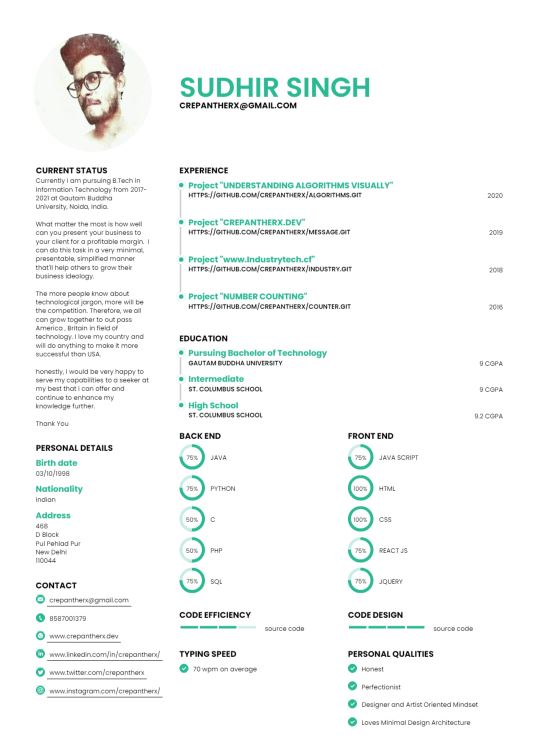 SUDHIR SINGH
CREPANTHERX@GMAIL.COM
CURRENT STATUS
Currently i am pursuing B.Tech in
Information Technology from 2017-
2021 at Gautam Buddha
University, Noida, India.
What matter the most is how well
can you present your business to
your client for a profitable margin. I
can do this task in a very minimal,
presentable, simplified manner
that'll help others to grow their
business ideology.
The more people know about
technological jargon, more will be
the competition. Therefore, we all
can grow together to out pass
America , Britain in field of
technology. I love my country and
will do anything to make it more
successful than USA.
honestly, I would be very happy to
serve my capabilities to a seeker at
my best that i can offer and
continue to enhance my
knowledge further.
Thank You
PERSONAL DETAILS
Birth date
03/10/1998
Nationality
Indian
Address
468
D Block
Pul Pehlad Pur
New Delhi
110044
CONTACT
crepantherx@gmail.com
8587001379
www.crepantherx.dev
www.linkedin.com/in/crepantherx/
www.twitter.com/crepantherx
www.instagram.com/crepantherx/
EXPERIENCE
Project "UNDERSTANDING ALGORITHMS VISUALLY"
HTTPS://GITHUB.COM/CREPANTHERX/ALGORITHMS.GIT 2020
Project "CREPANTHERX.DEV"
HTTPS://GITHUB.COM/CREPANTHERX/MESSAGE.GIT 2019
Project "www.Industrytech.cf"
HTTPS://GITHUB.COM/CREPANTHERX/INDUSTRY.GIT 2018
Project "NUMBER COUNTING"
HTTPS://GITHUB.COM/CREPANTHERX/COUNTER.GIT 2016
EDUCATION
Pursuing Bachelor of Technology
GAUTAM BUDDHA UNIVERSITY 9 CGPA
Intermediate
ST. COLUMBUS SCHOOL 9 CGPA
High School
ST. COLUMBUS SCHOOL 9.2 CGPA
BACK END
75% JAVA
75% PYTHON
50% C
50% PHP
75% SQL
FRONT END
75% JAVA SCRIPT
100% HTML
100% CSS
75% REACT JS
75% JQUERY
CODE EFFICIENCY
source code
CODE DESIGN
source code
TYPING SPEED
70 wpm on average
PERSONAL QUALITIES
Honest
Perfectionist
Designer and Artist Oriented Mindset
Loves Minimal Design Architecture